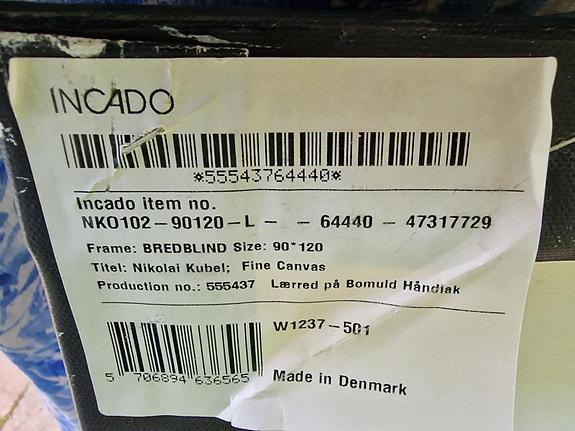 INCADO
*55543764440*
Incado item no.
NKO102-90120-L - - 64440 - 47317729
Frame: BREDBLIND Size: 90*120
Titel: Nikolai Kubel; Fine Canvas
Production no.: 555437 Lærred på Bomuld Håndlak
W1237-501
5 706894 636565
Made in Denmark